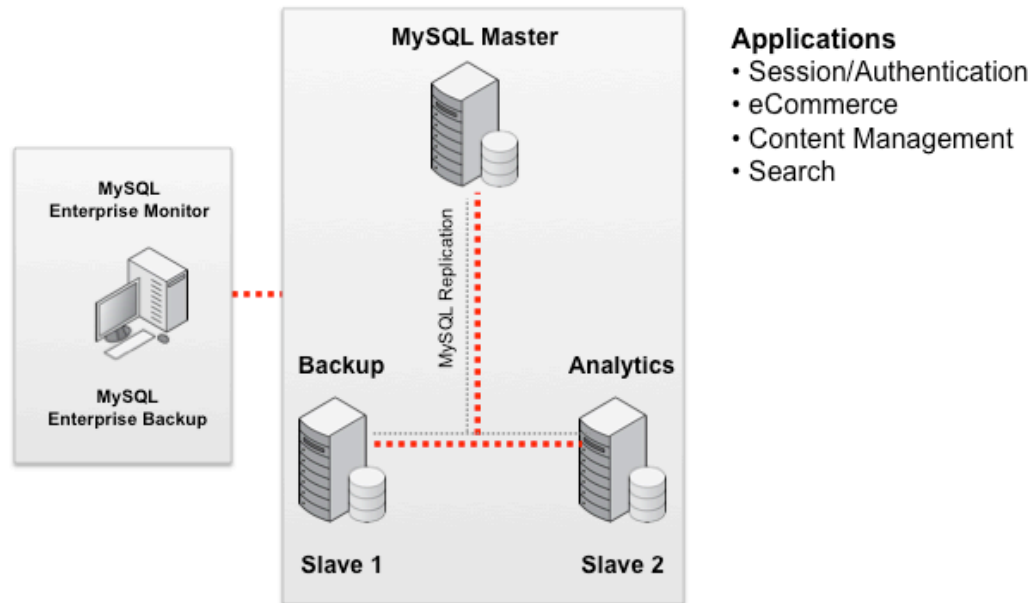 MySQL Master
Applications
• Session/Authentication
• eCommerce
• Content Management
• Search
MySQL
Enterprise Monitor
MySQL Replication
MySQL
Enterprise Backup
Backup
Analytics
Slave 1
Slave 2